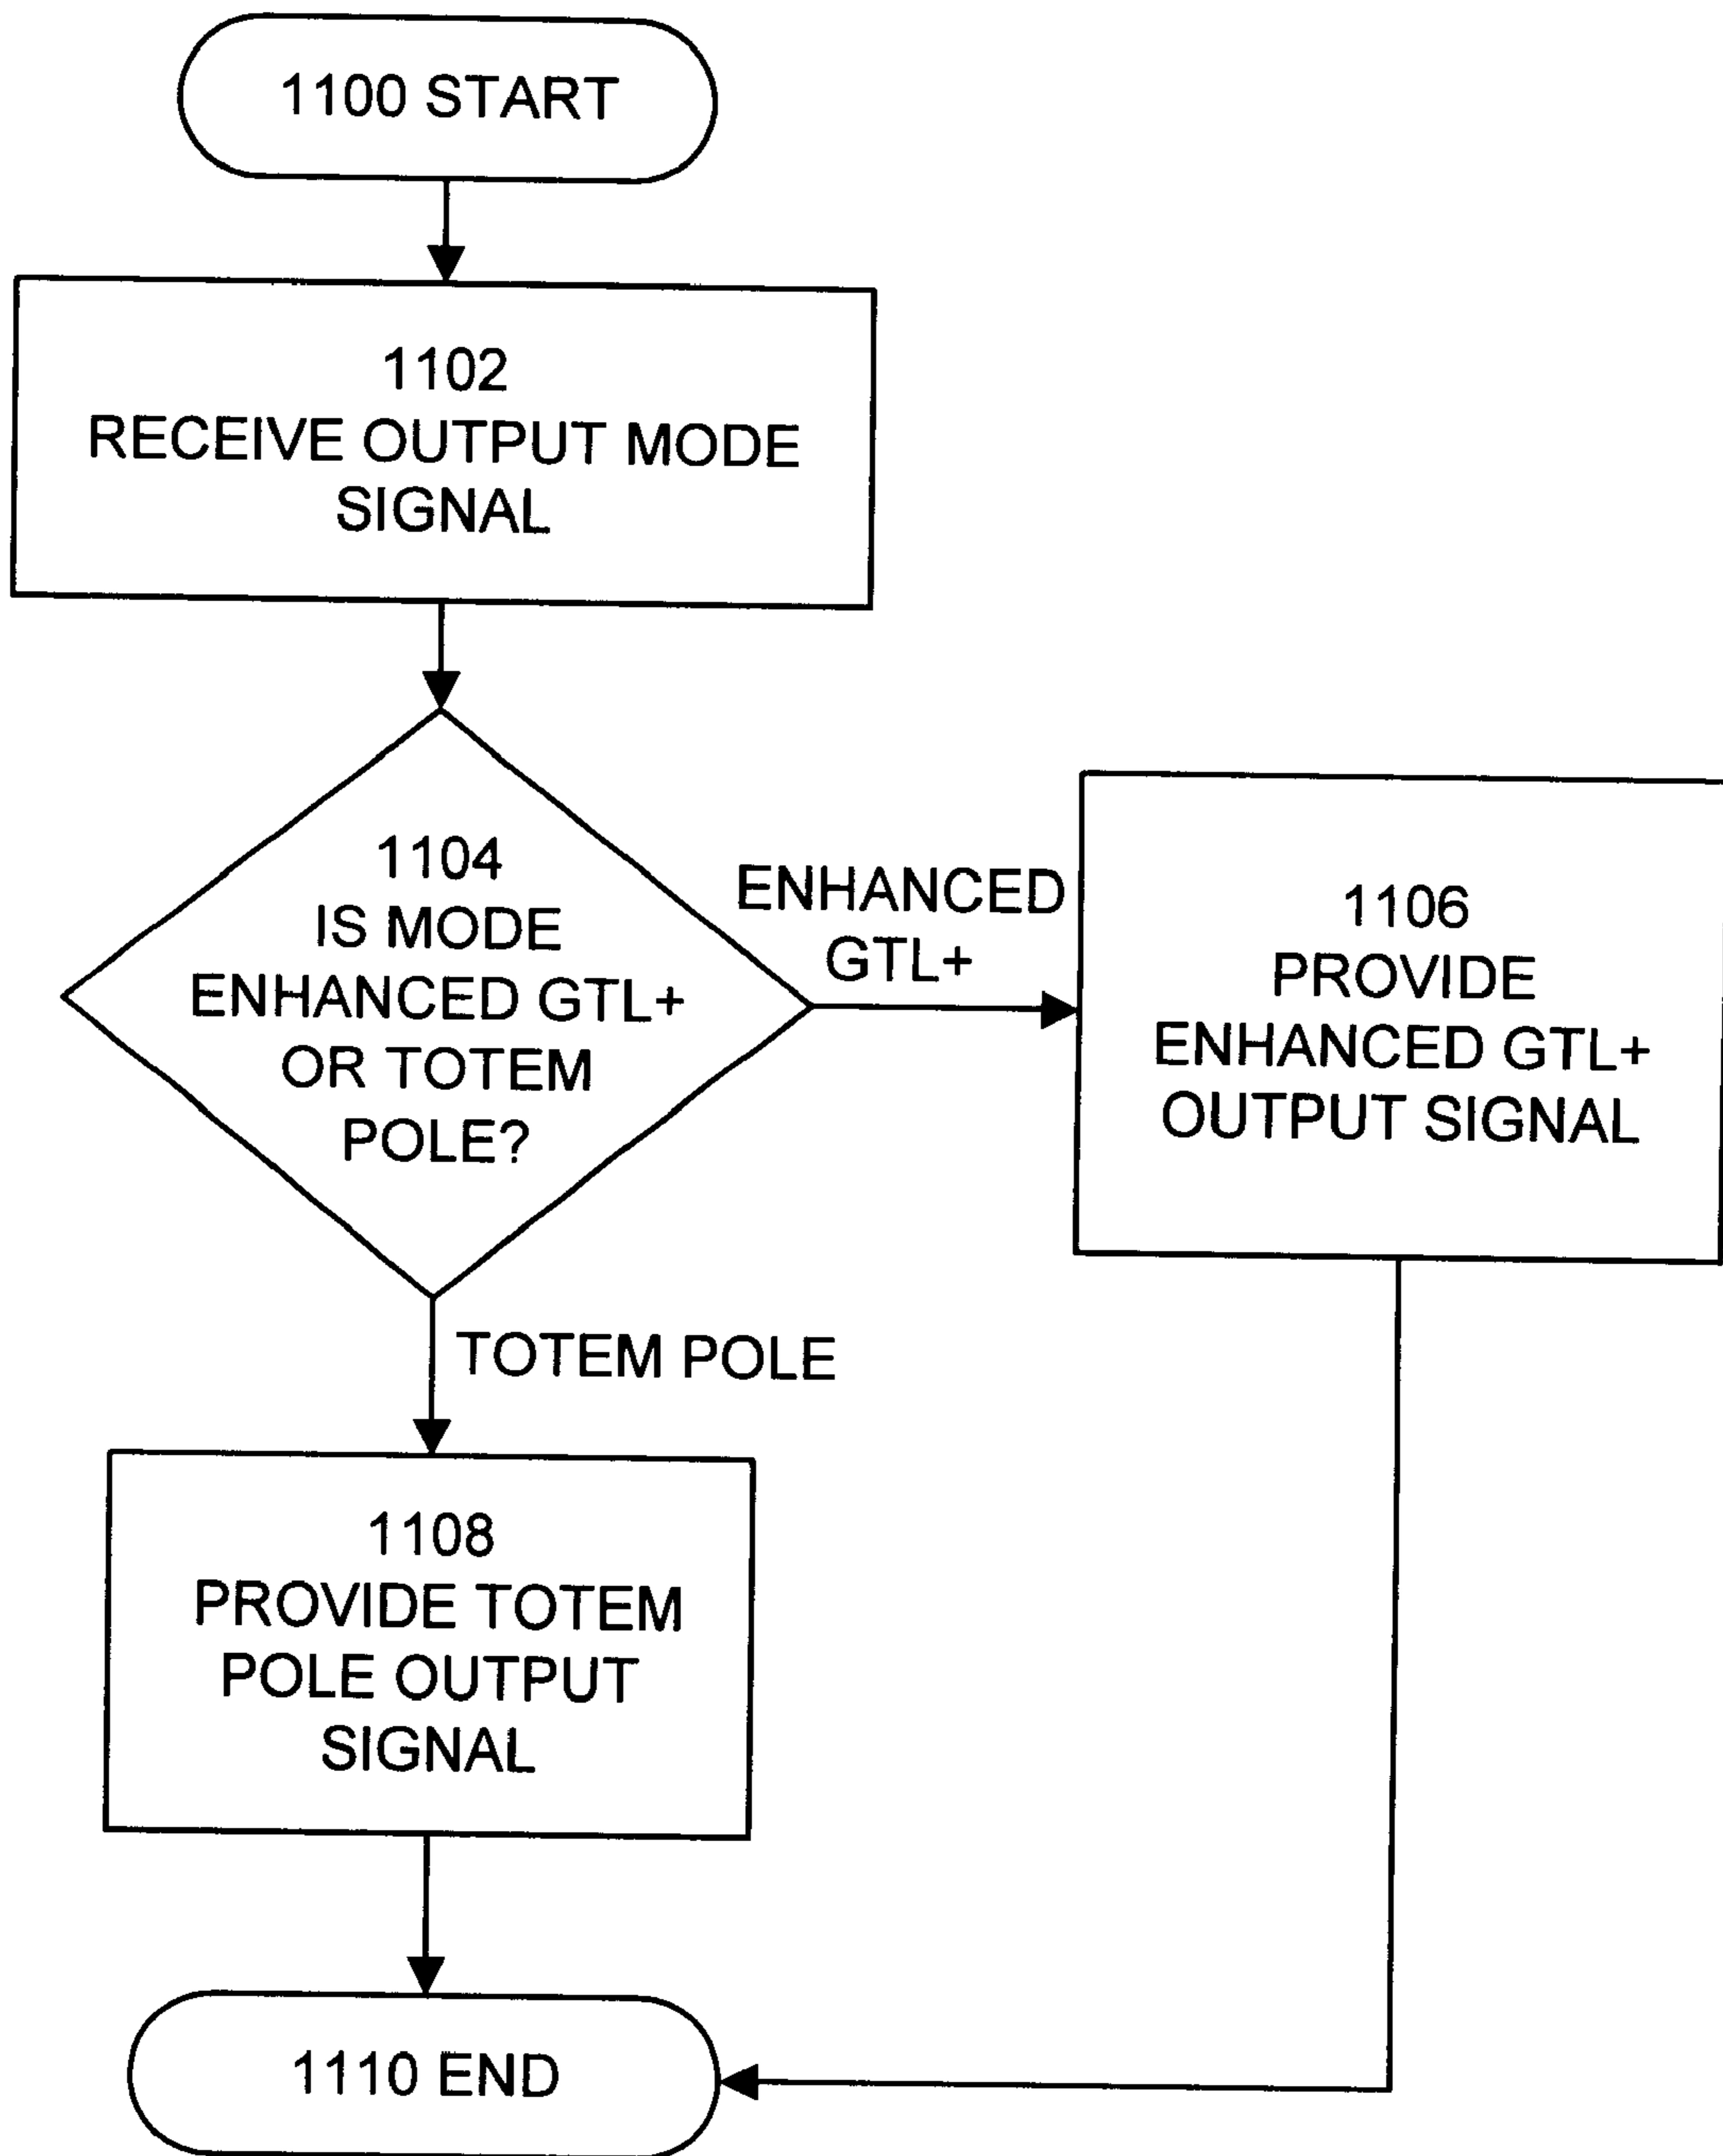 1100 START
1102
RECEIVE OUTPUT MODE
SIGNAL
1104
IS MODE
ENHANCED GTL+
OR TOTEM
POLE?
ENHANCED
GTL+
1106
PROVIDE
ENHANCED GTL+
OUTPUT SIGNAL
TOTEM POLE
1108
PROVIDE TOTEM
POLE OUTPUT
SIGNAL
1110 END